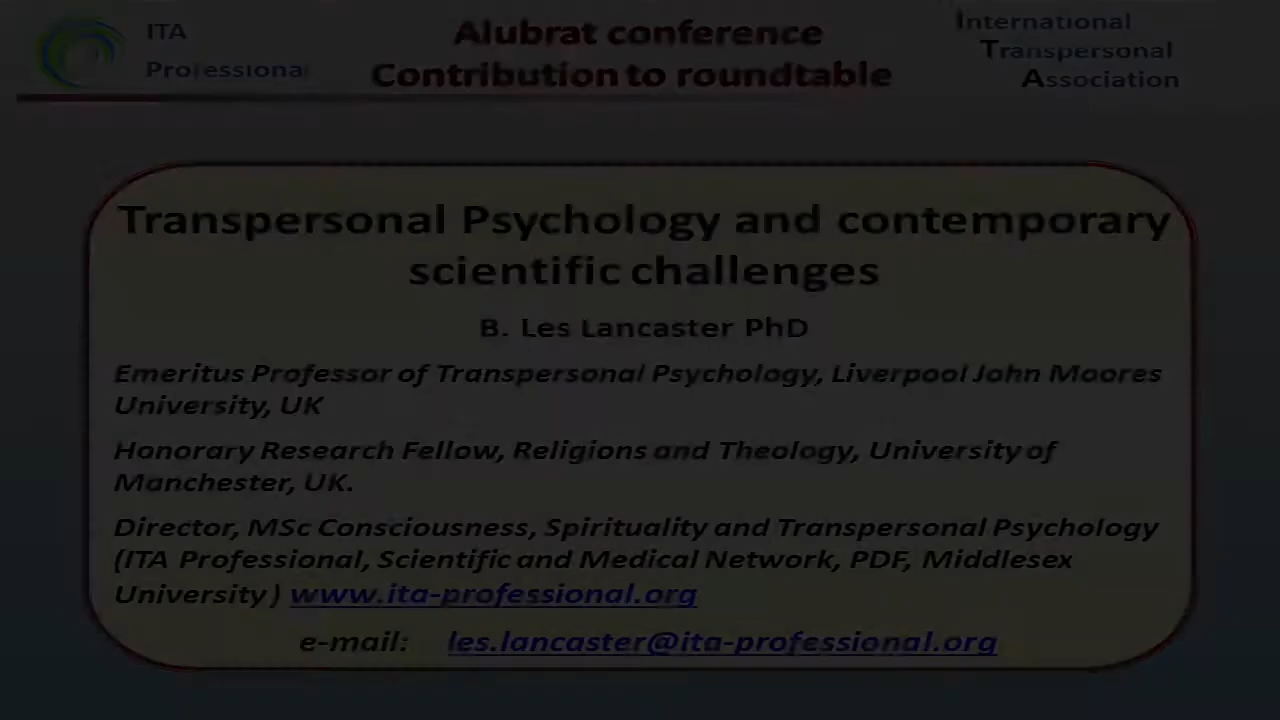 ITA
Professional
Alubrat conference
Contribution to roundtable
International
Transpersonal
Association
Transpersonal Psychology and contemporary
scientific challenges
B. Les Lancaster PhD
Emeritus Professor of Transpersonal Psychology, Liverpool John Moores
University, UK
Honorary Research Fellow, Religions and Theology, University of
Manchester, UK.
Director, MSc Consciousness, Spirituality and Transpersonal Psychology
(ITA Professional, Scientific and Medical Network, PDF, Middlesex
University) www.ita-professional.org
e-mail: les.lancaster@ita-professional.org